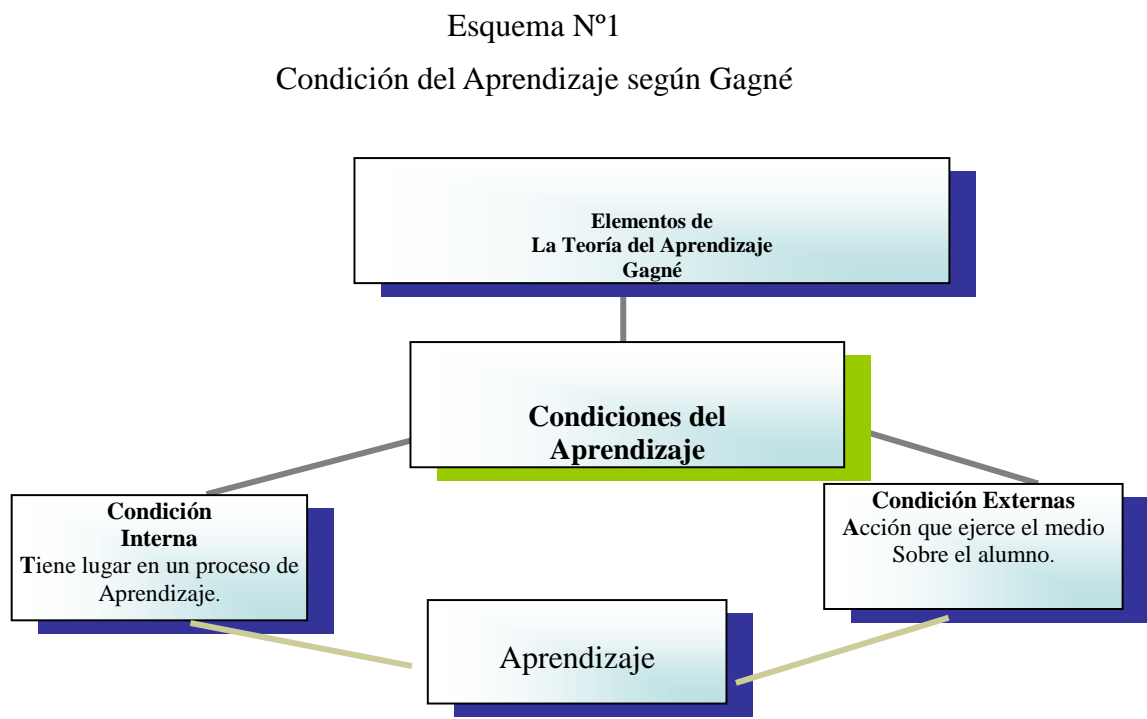 Esquema Nº1
Condición del Aprendizaje según Gagné
Elementos de
La Teoría del Aprendizaje
Gagné
Condiciones del
Aprendizaje
Condición
Interna
Tiene lugar en un proceso de
Aprendizaje.
Condición Externas
Acción que ejerce el medio
Sobre el alumno.
Aprendizaje